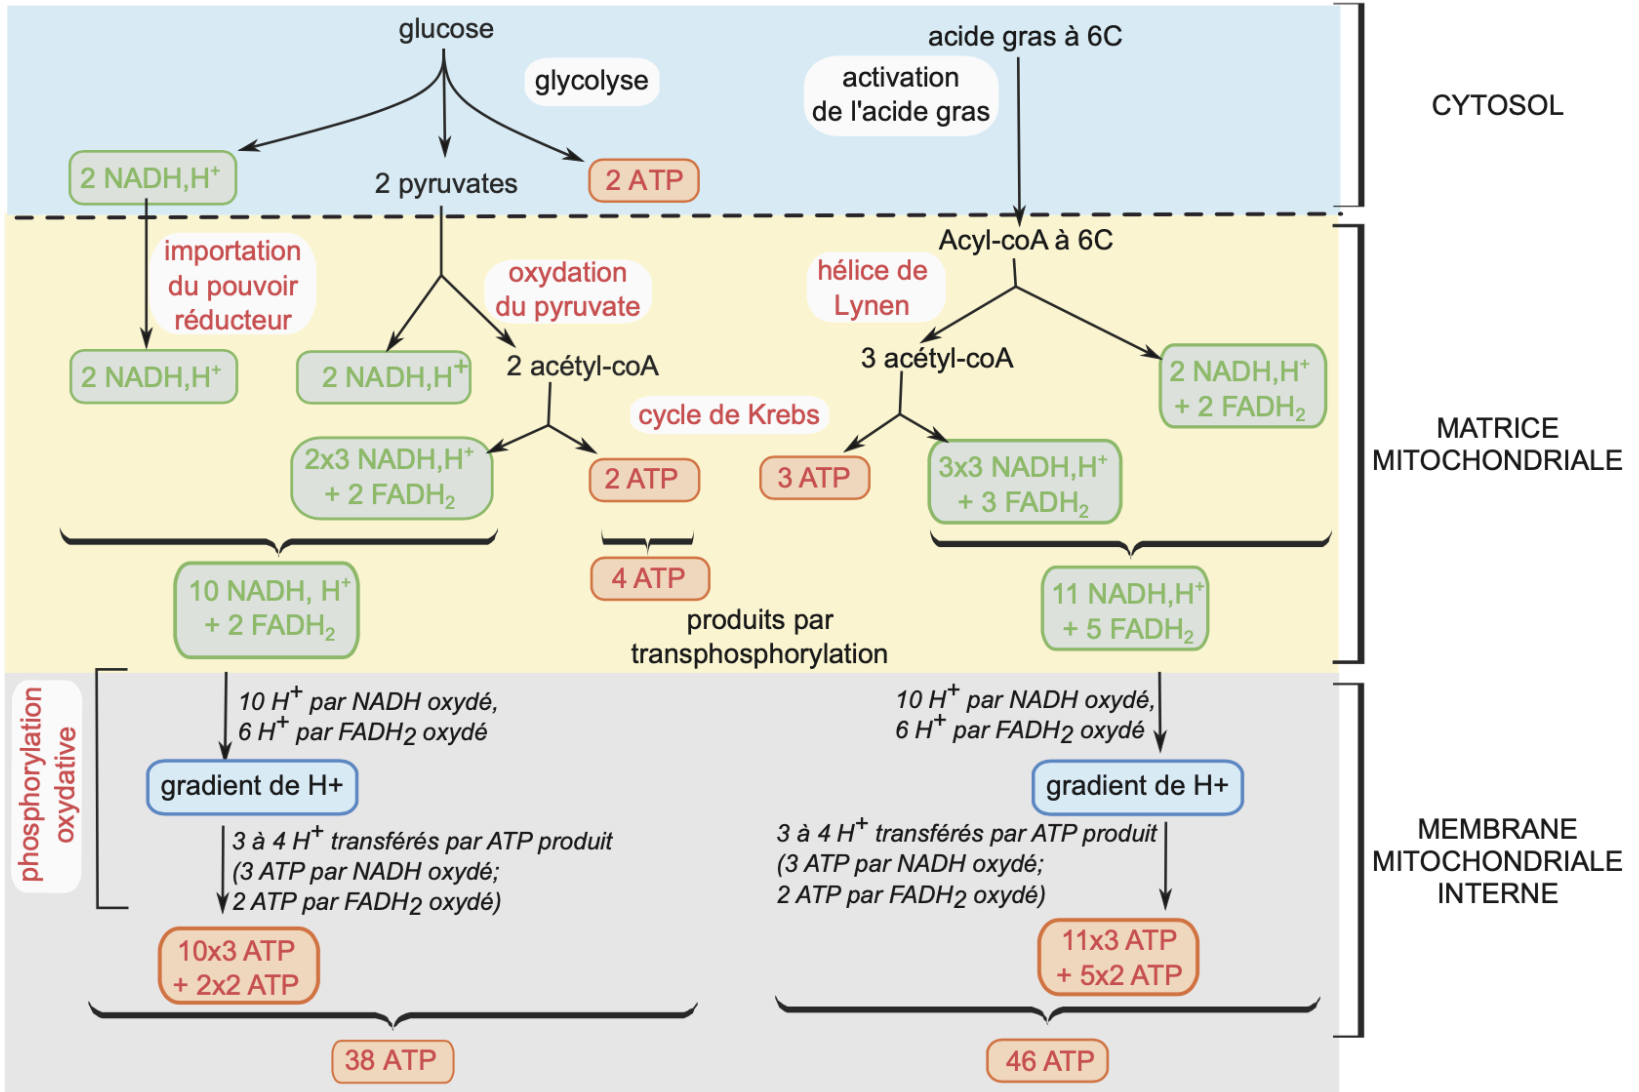 glucose
glycolyse
2 NADH,H⁺
2 pyruvates
2 ATP
acide gras à 6C
activation
de l'acide gras
CYTOSOL
importation
du pouvoir
réducteur
oxydation
du pyruvate
2 NADH,H⁺
2 NADH,H⁺
2 acétyl-coA
cycle de Krebs
2x3 NADH,H⁺
+ 2 FADH₂
2 ATP
10 NADH, H⁺
+ 2 FADH₂
4 ATP
produits par
transphosphorylation
Acyl-coA à 6C
hélice de
Lynen
3 acétyl-coA
2 NADH,H⁺
+ 2 FADH₂
3 ATP
3x3 NADH,H⁺
+ 3 FADH₂
11 NADH,H⁺
+ 5 FADH₂
MATRICE
MITOCHONDRIALE
phosphorylation
oxydative
10 H⁺ par NADH oxydé,
6 H⁺ par FADH₂ oxydé
gradient de H+
3 à 4 H⁺ transférés par ATP produit
(3 ATP par NADH oxydé;
2 ATP par FADH₂ oxydé)
10x3 ATP
+ 2x2 ATP
38 ATP
10 H⁺ par NADH oxydé,
6 H⁺ par FADH₂ oxydé
gradient de H+
3 à 4 H⁺ transférés par ATP produit
(3 ATP par NADH oxydé;
2 ATP par FADH₂ oxydé)
11x3 ATP
+ 5x2 ATP
46 ATP
MEMBRANE
MITOCHONDRIALE
INTERNE